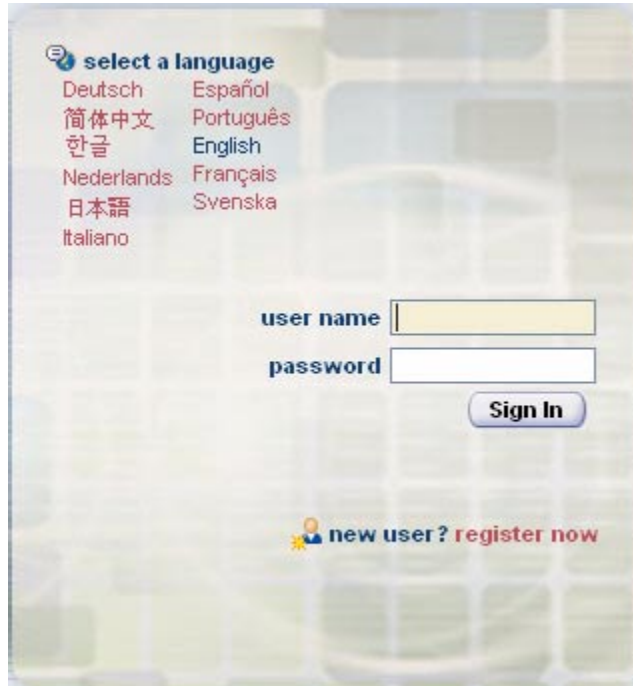 select a language
Deutsch
简体中文
한글
Nederlands
日本語
Italiano
Español
Português
English
Français
Svenska
user name
password
Sign In
new user? register now